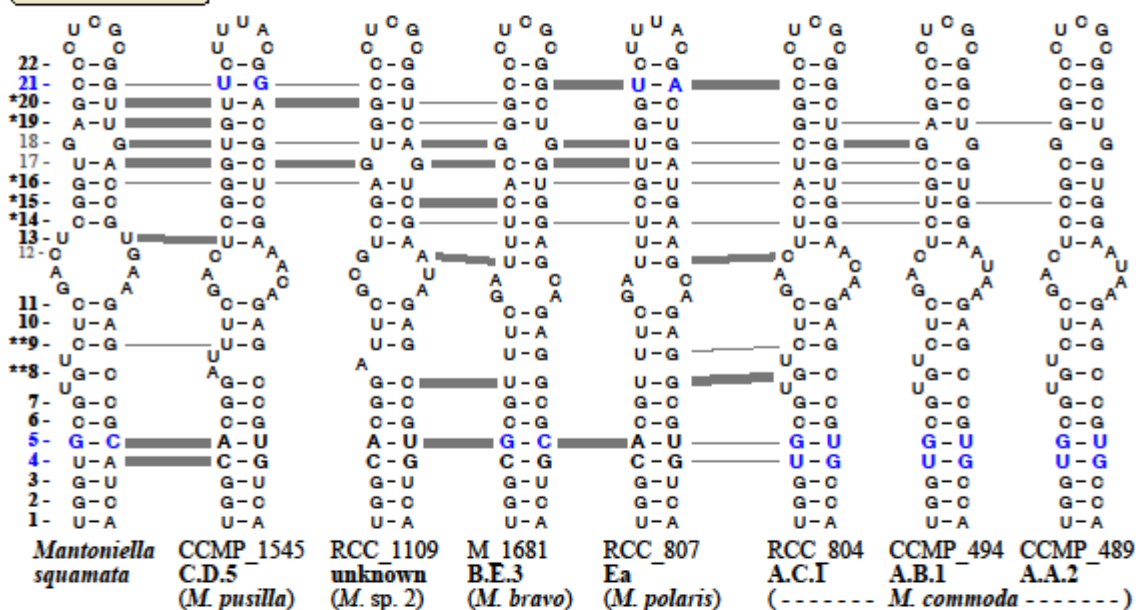 U C G U U A U C G U C G U U A U C G U C G U C G
C C U C C C C C U C C C C C C C
22- C-G C-G C-G C-G C-G C-G C-G C-G
21- C-G U-G C-G C-G U-A C-G C-G C-G
*20- G-U U-A G-U G-C G-C G-C G-C G-C
*19- A-U G-C G-C G-U U-G G-U A-U G-U
18- G G U-G U-A G G U-G C-G G G G G
17- U-A G-C G G C-G U-A U-G C-G C-G
*16- G-C G-U A-U A-U U-U A-U G-U G-U
*15- G-C G-C G-C U-G U-A C-G U-G C-G
*14- C-G C-G C-G U-A C-G U-G C-G C-G
13- U U U-A U A U-G U-A U-A U-A U-A
12-
11- C-G C-G C-G
10- U-A U-A U-A
**9- C-G U-G U-G U-G U-G C-G C-G C-G
**8-
7- G-C G-C G-C G-C G-C G-C G-C G-C
6- C-G G-C C-G C-G C-G C-G C-G C-G
5- G-C A-U A-U G-C A-U G-U G-U G-U
4- U-A C-G C-G C-G C-G U-G U-G U-G
3- G-U G-U G-U G-U G-U G-C G-C G-C
2- G-C G-C G-C G-C G-C G-C G-C G-C
1- U-A U-A U-A U-A U-A U-A U-A U-A
Mantoniella CCMP_1545 RCC_1109 M_1681 RCC_807 RCC_804 CCMP_494 CCMP_489
squamata C.D.5 unknown B.E.3 Ea A.C.1 A.B.1 A.A.2
(M. pusilla) (M. sp. 2) (M. bravo) (M. polaris) (------- M. commoda -------)